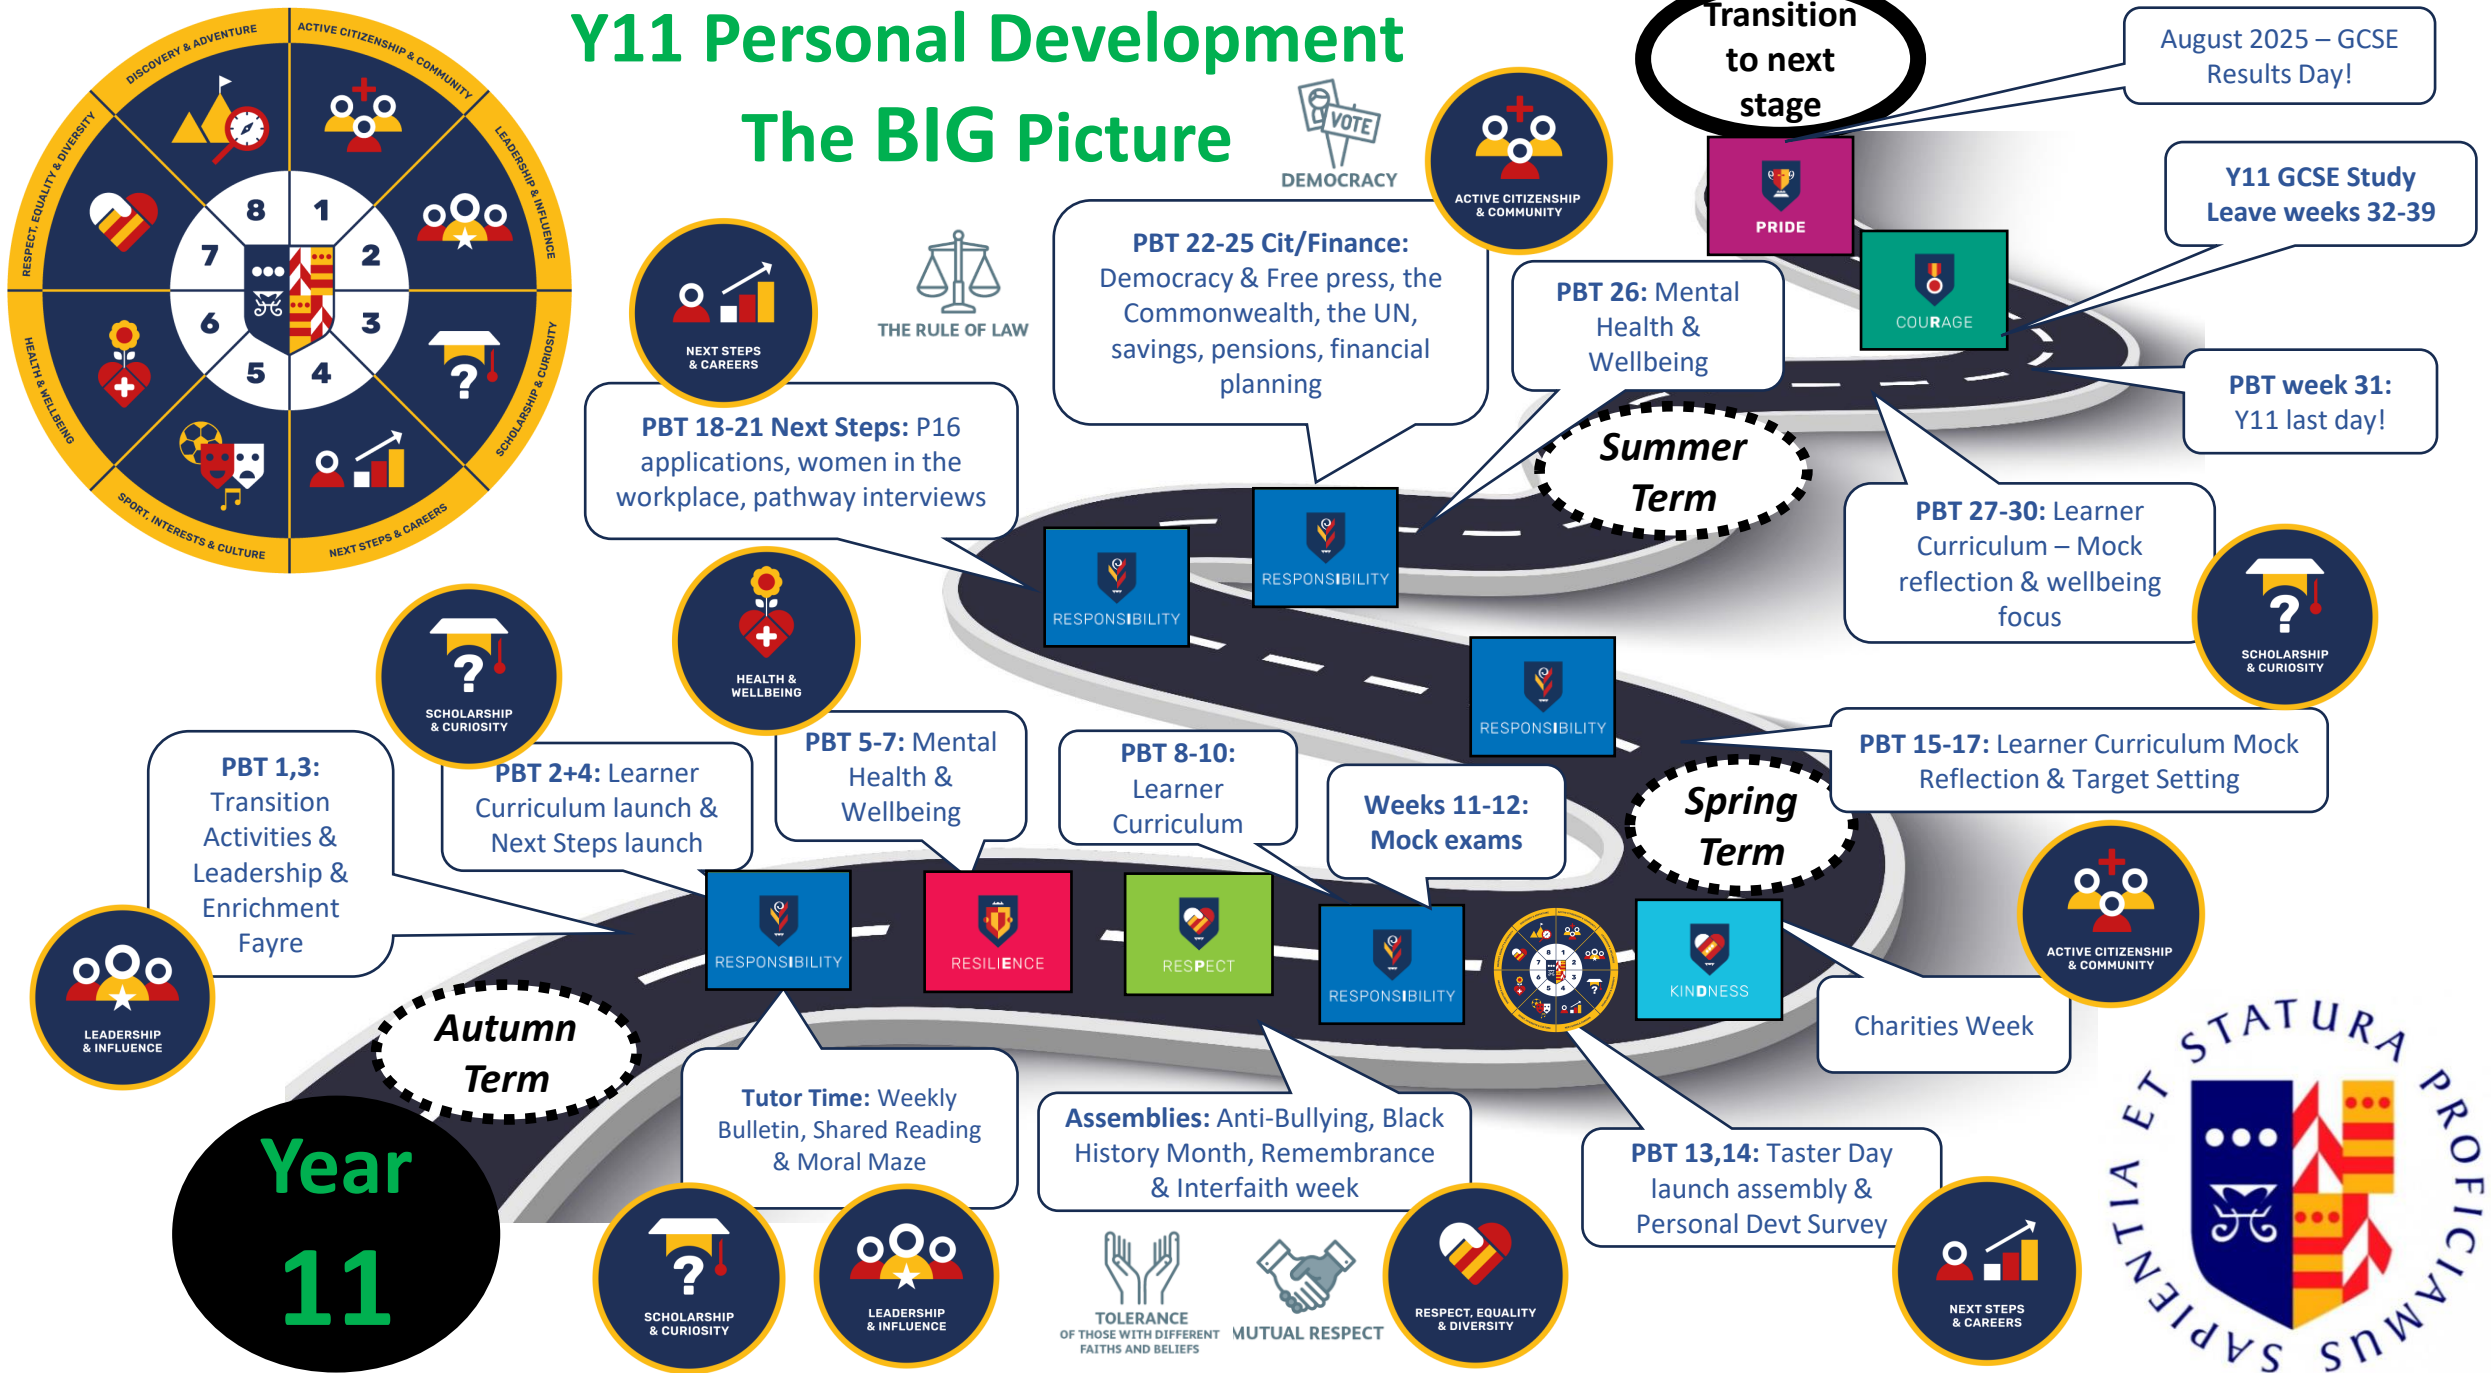 Y11 Personal Development
The BIG Picture
DISCOVERY & ADVENTURE
ACTIVE CITIZENSHIP & COMMUNITY
LEADERSHIP & INFLUENCE
SCHOLARSHIP & CURIOSITY
NEXT STEPS & CAREERS
SPORT, INTERESTS & CULTURE
HEALTH & WELLBEING
RESPECT, EQUALITY & DIVERSITY
8
1
7
2
6
3
5
4
Transition
to next
stage
August 2025 – GCSE
Results Day!
PRIDE
Y11 GCSE Study
Leave weeks 32-39
COURAGE
PBT week 31:
Y11 last day!
VOTE
DEMOCRACY
ACTIVE CITIZENSHIP
& COMMUNITY
THE RULE OF LAW
NEXT STEPS
& CAREERS
PBT 22-25 Cit/Finance:
Democracy & Free press, the
Commonwealth, the UN,
savings, pensions, financial
planning
PBT 26: Mental
Health &
Wellbeing
PBT 18-21 Next Steps: P16
applications, women in the
workplace, pathway interviews
Summer
Term
PBT 27-30: Learner
Curriculum – Mock
reflection & wellbeing
focus
SCHOLARSHIP
& CURIOSITY
RESPONSIBILITY
RESPONSIBILITY
RESPONSIBILITY
SCHOLARSHIP
& CURIOSITY
HEALTH &
WELLBEING
PBT 1,3:
Transition
Activities &
Leadership &
Enrichment
Fayre
PBT 2+4: Learner
Curriculum launch &
Next Steps launch
PBT 5-7: Mental
Health &
Wellbeing
PBT 8-10:
Learner
Curriculum
Weeks 11-12:
Mock exams
PBT 15-17: Learner Curriculum Mock
Reflection & Target Setting
Spring
Term
LEADERSHIP
& INFLUENCE
RESPONSIBILITY
RESILIENCE
RESPECT
RESPONSIBILITY
8
1
7
2
6
3
5
4
KINDNESS
ACTIVE CITIZENSHIP
& COMMUNITY
Charities Week
Autumn
Term
Year
11
Tutor Time: Weekly
Bulletin, Shared Reading
& Moral Maze
Assemblies: Anti-Bullying, Black
History Month, Remembrance
& Interfaith week
PBT 13,14: Taster Day
launch assembly &
Personal Devt Survey
SCHOLARSHIP
& CURIOSITY
LEADERSHIP
& INFLUENCE
TOLERANCE
OF THOSE WITH DIFFERENT
FAITHS AND BELIEFS
MUTUAL RESPECT
RESPECT, EQUALITY
& DIVERSITY
NEXT STEPS
& CAREERS
SAPIENTIA ET STATURA PROFICIAMUS